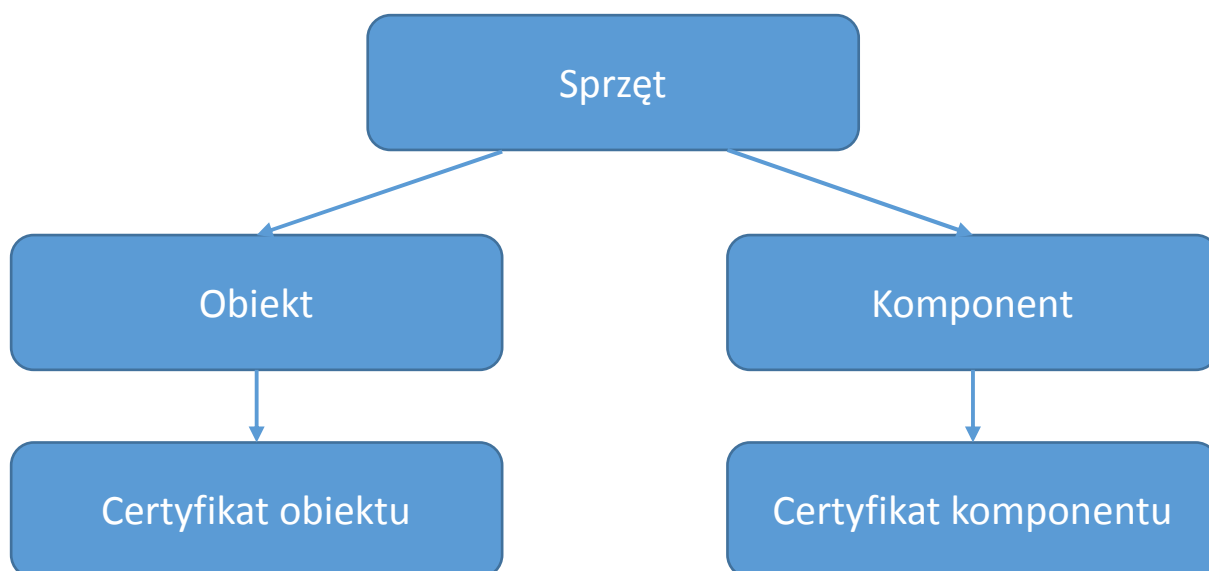 Sprzęt
Obiekt
Komponent
Certyfikat obiektu
Certyfikat komponentu